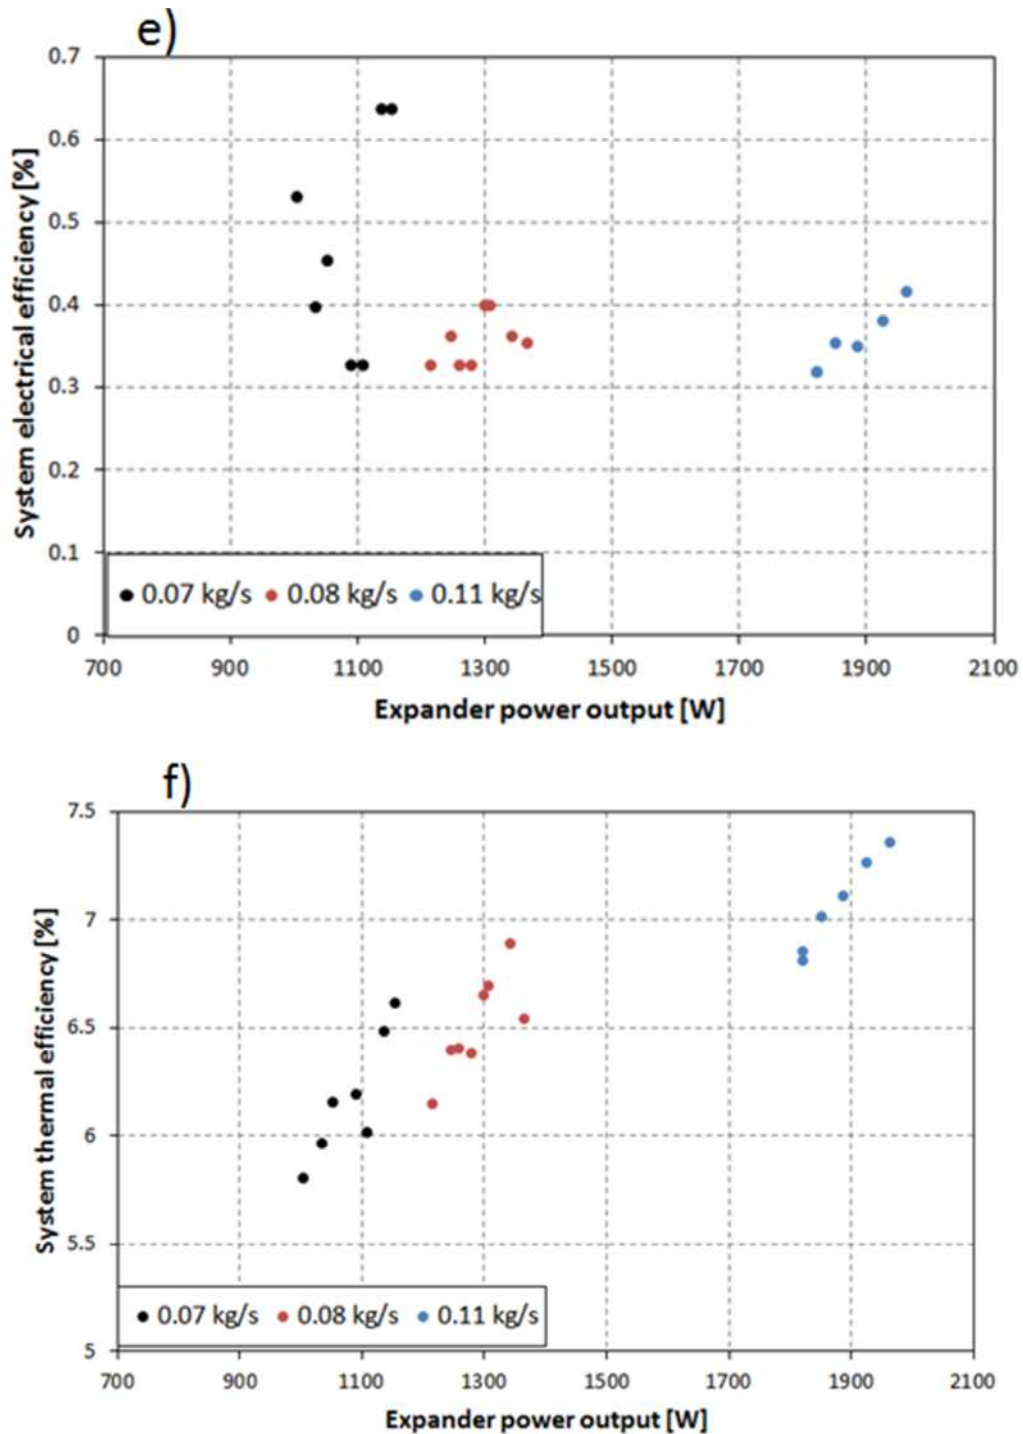 e)
0.7
0.6
0.5
0.4
0.3
0.2
0.1
0
System electrical efficiency [%]
0.07 kg/s 0.08 kg/s 0.11 kg/s
700 900 1100 1300 1500 1700 1900 2100
Expander power output [W]
f)
7.5
7
6.5
6
5.5
5
System thermal efficiency [%]
0.07 kg/s 0.08 kg/s 0.11 kg/s
700 900 1100 1300 1500 1700 1900 2100
Expander power output [W]